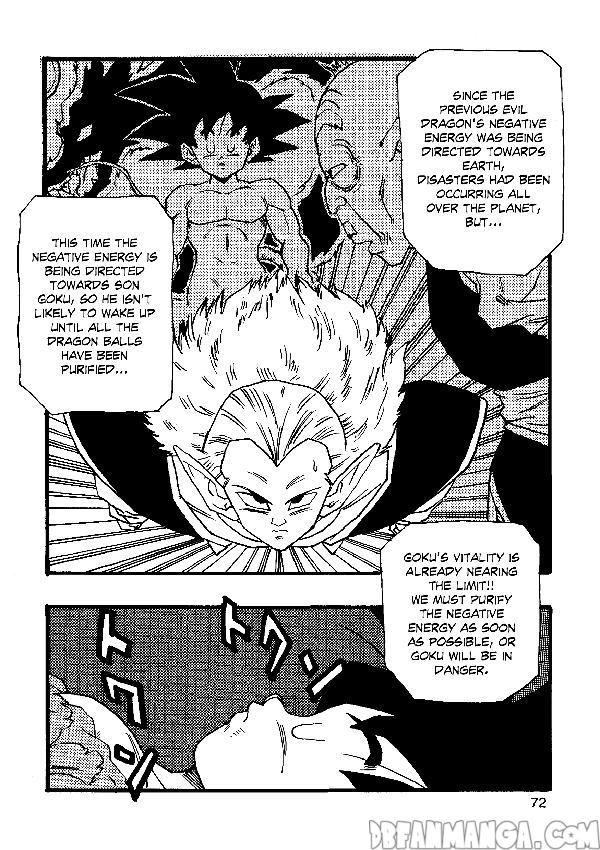 SINCE THE
PREVIOUS EVIL
DRAGON'S NEGATIVE
ENERGY WAS BEING
DIRECTED TOWARDS
EARTH,
DISASTERS HAD BEEN
OCCURRING ALL
OVER THE PLANET,
BUT...
THIS TIME THE
NEGATIVE ENERGY
IS BEING DIRECTED
TOWARDS SON
GOKU, SO HE ISN'T
LIKELY TO WAKE UP
UNTIL ALL THE
DRAGON BALLS
HAVE BEEN
PURIFIED...
GOKU'S VITALITY IS
ALREADY NEARING
THE LIMIT!!
WE MUST PURIFY
THE NEGATIVE
ENERGY AS SOON
AS POSSIBLE, OR
GOKU WILL BE IN
DANGER.
ドクン
72
DBFANMANGA.COM